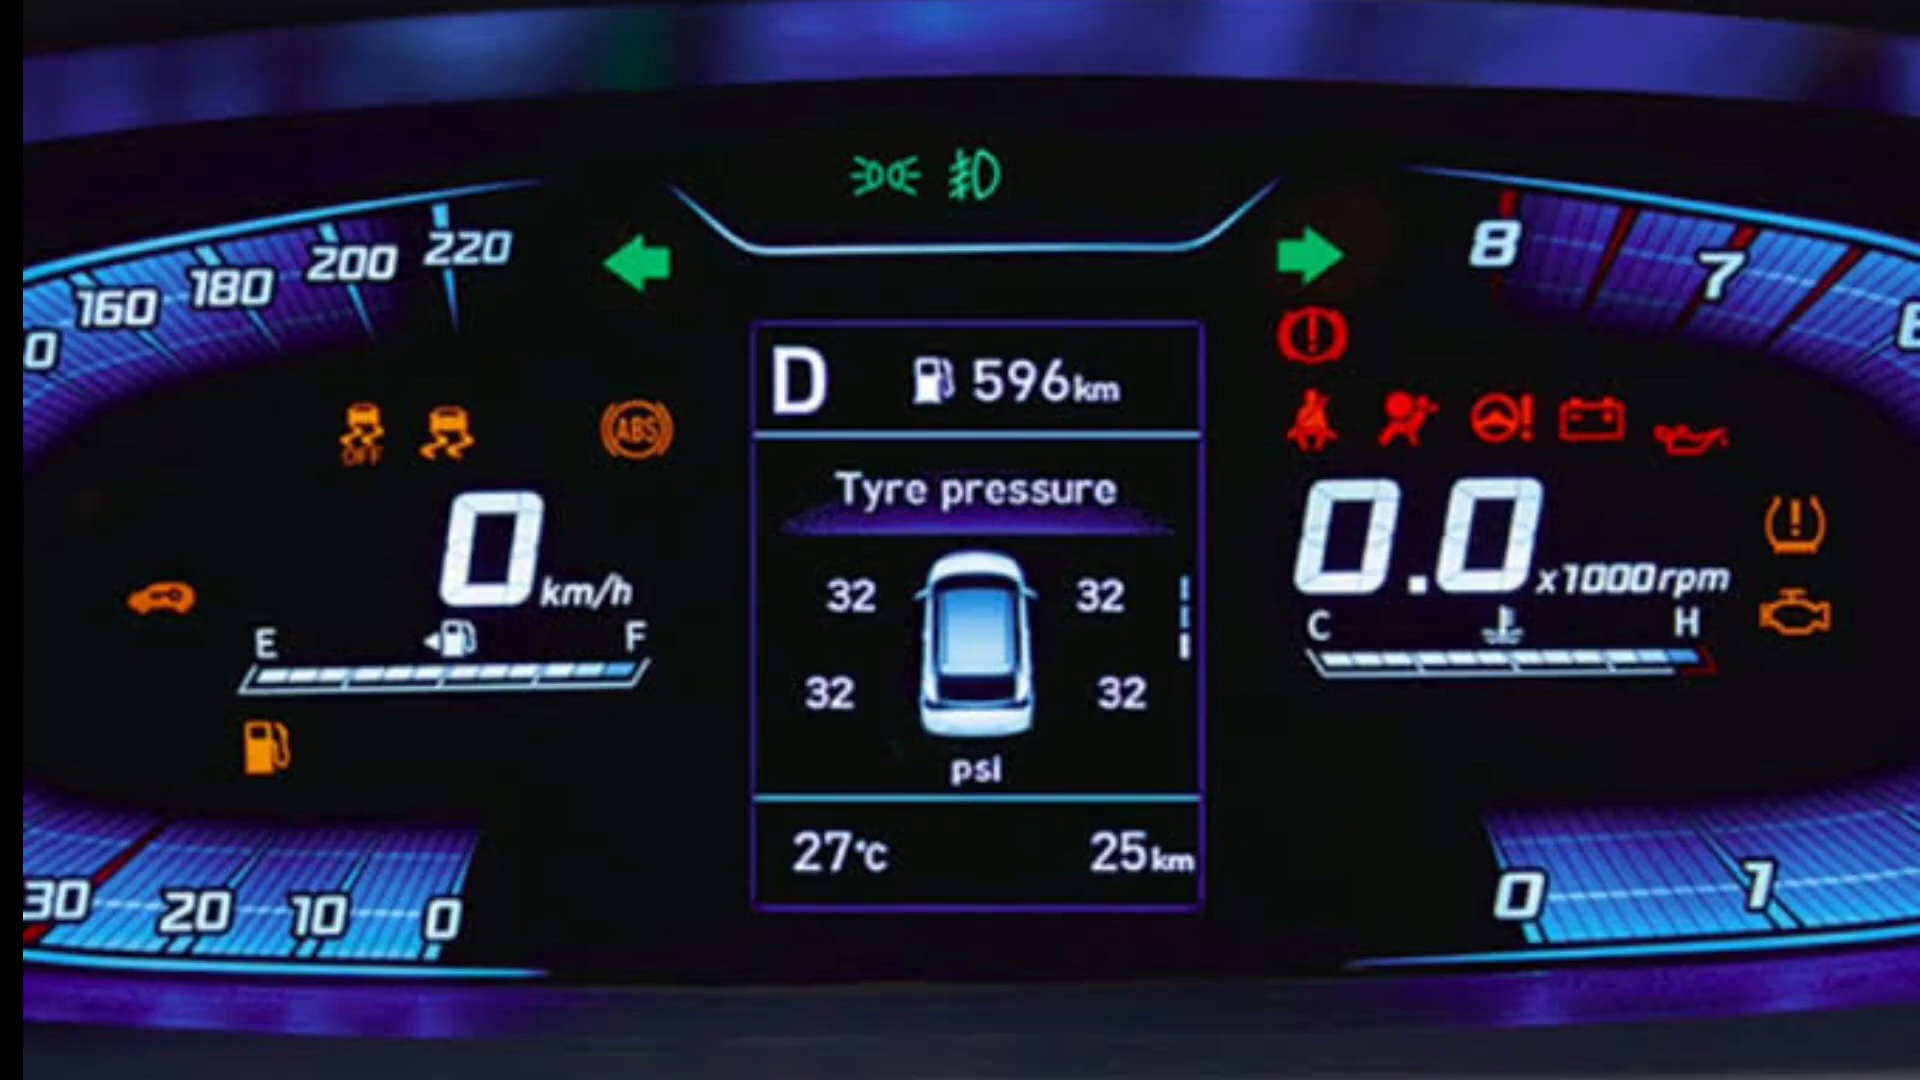 160 180 200 220
8 7
D 596km
OFF
ABS
Tyre pressure
0 km/h
0.0 x1000rpm
32 32
E F
C H
32 32
psi
27°C 25km
30 20 10 0
0 1